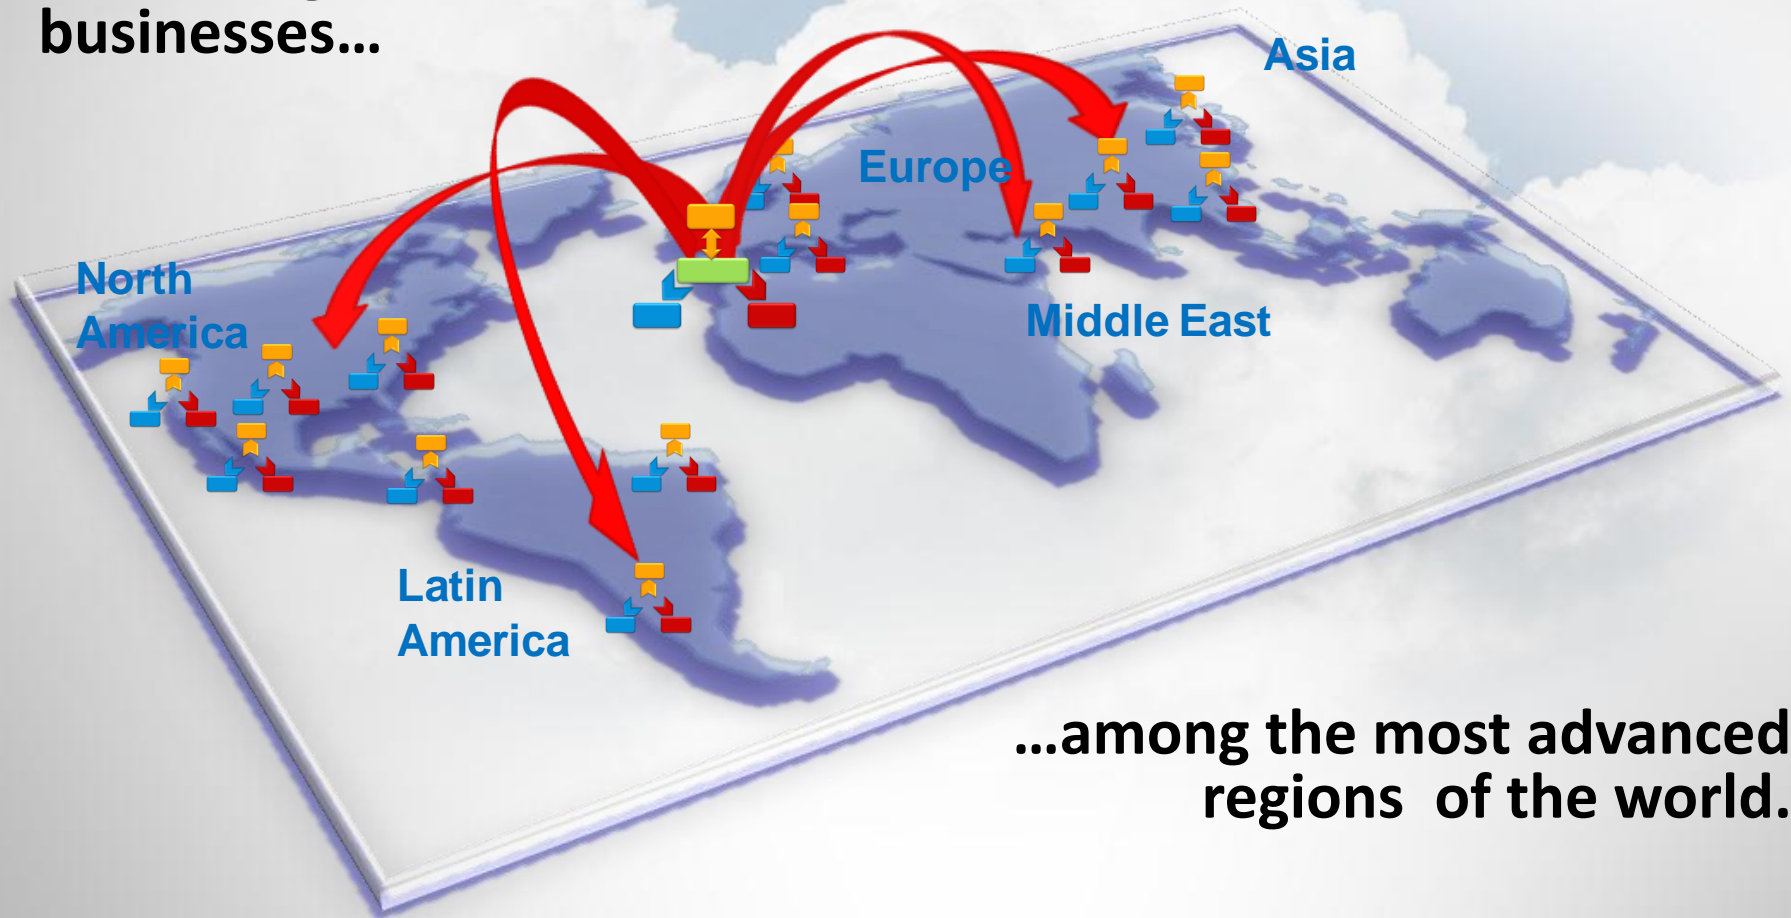 businesses…
Asia
Europe
North
America
Middle East
Latin
America
…among the most advanced
regions of the world.